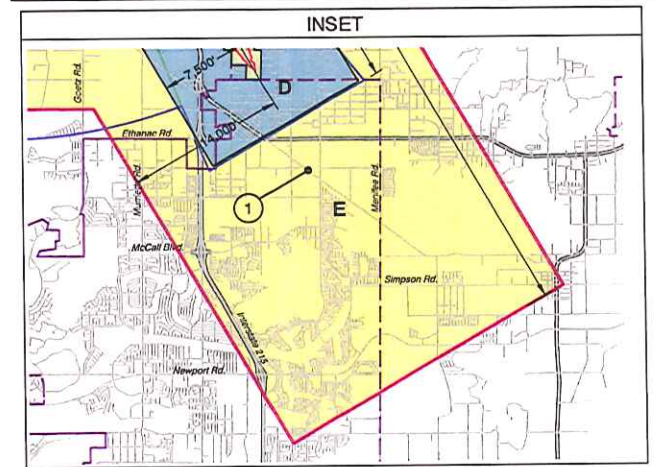 INSET
Goetz Rd.
7,500'
D
Ethanac Rd.
14,000'
Murrieta Rd.
Menifee Rd.
1
E
McCall Blvd.
Simpson Rd.
Interstate 215
Newport Rd.